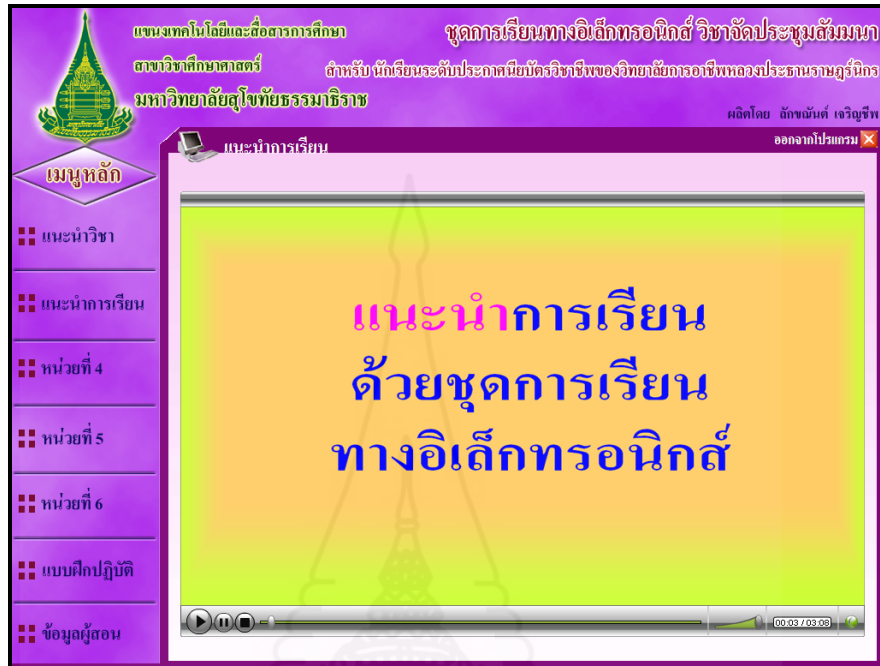 แขนงเทคโนโลยีและสื่อสารการศึกษา
สาขาวิชาศึกษาศาสตร์
มหาวิทยาลัยสุโขทัยธรรมาธิราช
ชุดการเรียนทางอิเล็กทรอนิกส์ วิชาจัดประชุมสัมมนา
สำหรับ นักเรียนระดับประกาศนียบัตรวิชาชีพของวิทยาลัยการอาชีพหลวงประธานราษฎร์นิกร
ผลิตโดย ลักขณันต์ เจริญชีพ
ออกจากโปรแกรม
แนะนำการเรียน
เมนูหลัก
แนะนำวิชา
แนะนำการเรียน
หน่วยที่ 4
หน่วยที่ 5
หน่วยที่ 6
แบบฝึกปฏิบัติ
ข้อมูลผู้สอน
แนะนำการเรียน
ด้วยชุดการเรียน
ทางอิเล็กทรอนิกส์
00:03 / 03:08